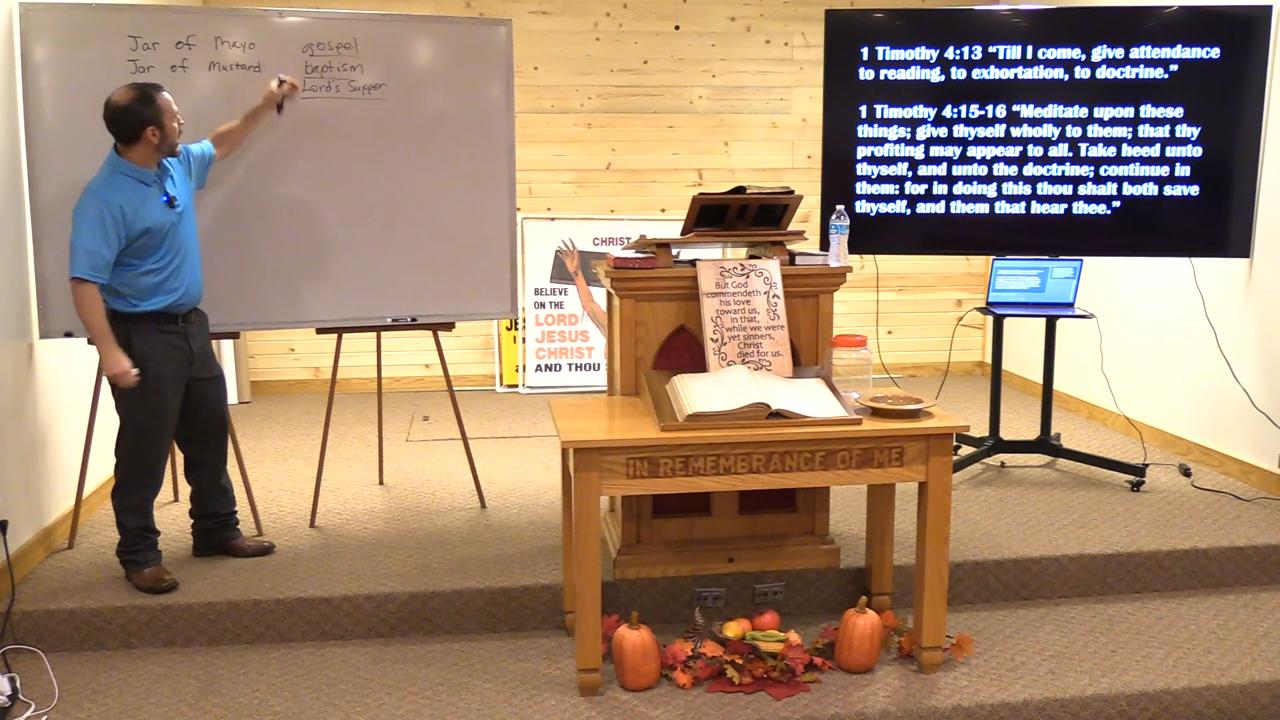 Jar of Mayo
Jar of Mustard
gospel
baptism
Lord's Supper
1 Timothy 4:13 “Till I come, give attendance
to reading, to exhortation, to doctrine.”
1 Timothy 4:15-16 “Meditate upon these
things; give thyself wholly to them; that thy
profiting may appear to all. Take heed unto
thyself, and unto the doctrine; continue in
them: for in doing this thou shalt both save
thyself, and them that hear thee.”
CHRIST
BELIEVE
ON THE
LORD
JESUS
CHRIST
AND THOU
But God
commendeth
his love
toward us,
in that,
while we were
yet sinners,
Christ
died for us.
IN REMEMBRANCE OF ME